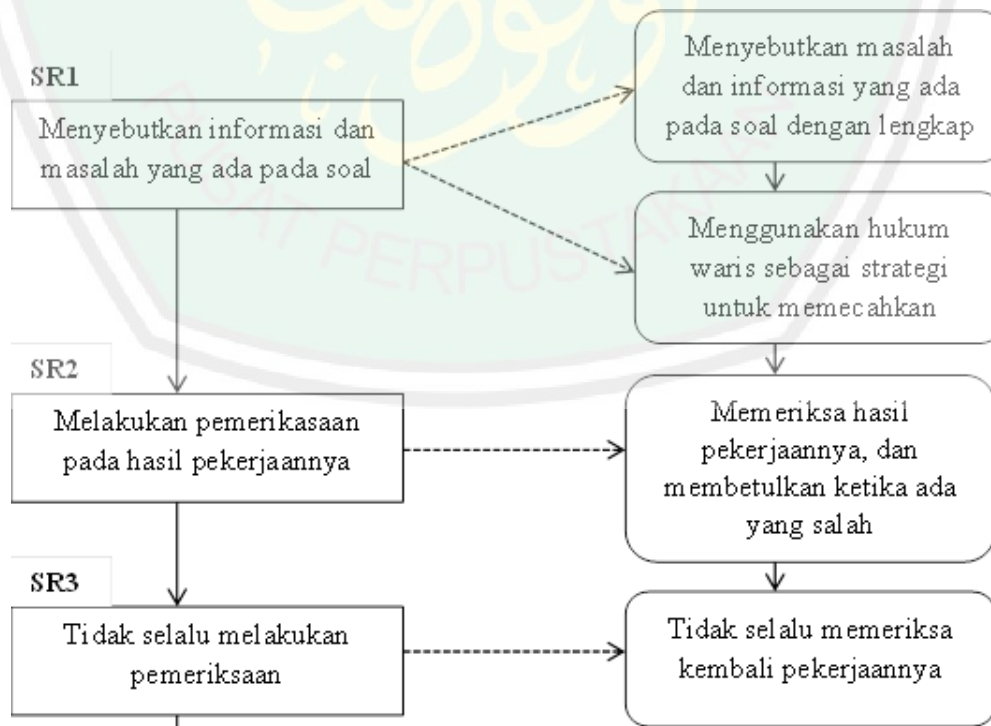 SR1
Menyebutkan informasi dan
masalah yang ada pada soal
Menyebutkan masalah
dan informasi yang ada
pada soal dengan lengkap
Menggunakan hukum
waris sebagai strategi
untuk memecahkan
SR2
Melakukan pemerikasaan
pada hasil pekerjaannya
Memeriksa hasil
pekerjaannya, dan
membetulkan ketika ada
yang salah
SR3
Tidak selalu melakukan
pemeriksaan
Tidak selalu memeriksa
kembali pekerjaannya
PUSAT PERPUSTAKAAN